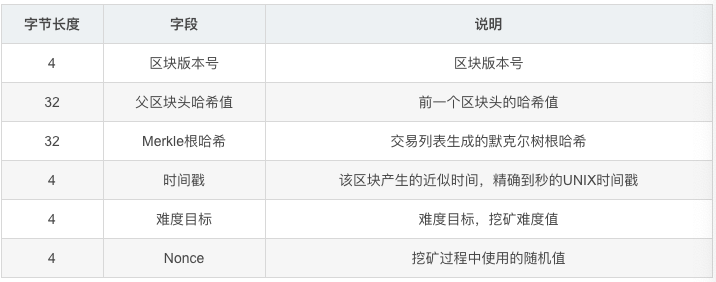 字节长度 字段 说明
4 区块版本号 区块版本号
32 父区块头哈希值 前一个区块头的哈希值
32 Merkle根哈希 交易列表生成的默克尔树根哈希
4 时间戳 该区块产生的近似时间，精确到秒的UNIX时间戳
4 难度目标 难度目标，挖矿难度值
4 Nonce 挖矿过程中使用的随机值